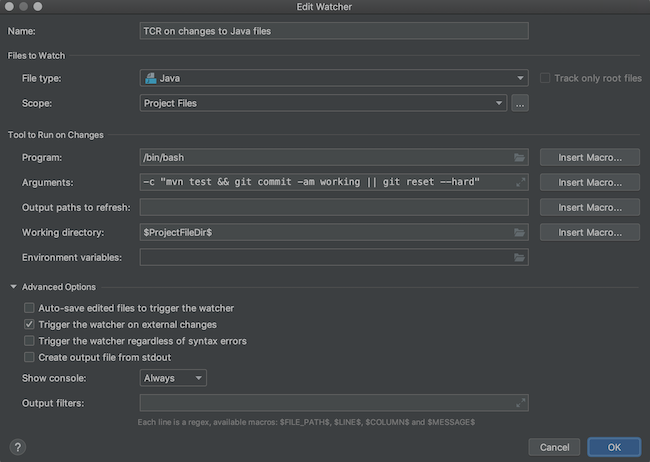 Edit Watcher
Name: TCR on changes to Java files
Files to Watch
File type: Java Track only root files
Scope: Project Files ...
Tool to Run on Changes
Program: /bin/bash Insert Macro...
Arguments: -c "mvn test && git commit -am working || git reset --hard" Insert Macro...
Output paths to refresh: Insert Macro...
Working directory: $ProjectFileDir$ Insert Macro...
Environment variables:
Advanced Options
Auto-save edited files to trigger the watcher
Trigger the watcher on external changes
Trigger the watcher regardless of syntax errors
Create output file from stdout
Show console: Always
Output filters:
Each line is a regex, available macros: $FILE_PATH$, $LINE$, $COLUMN$ and $MESSAGE$
? Cancel OK